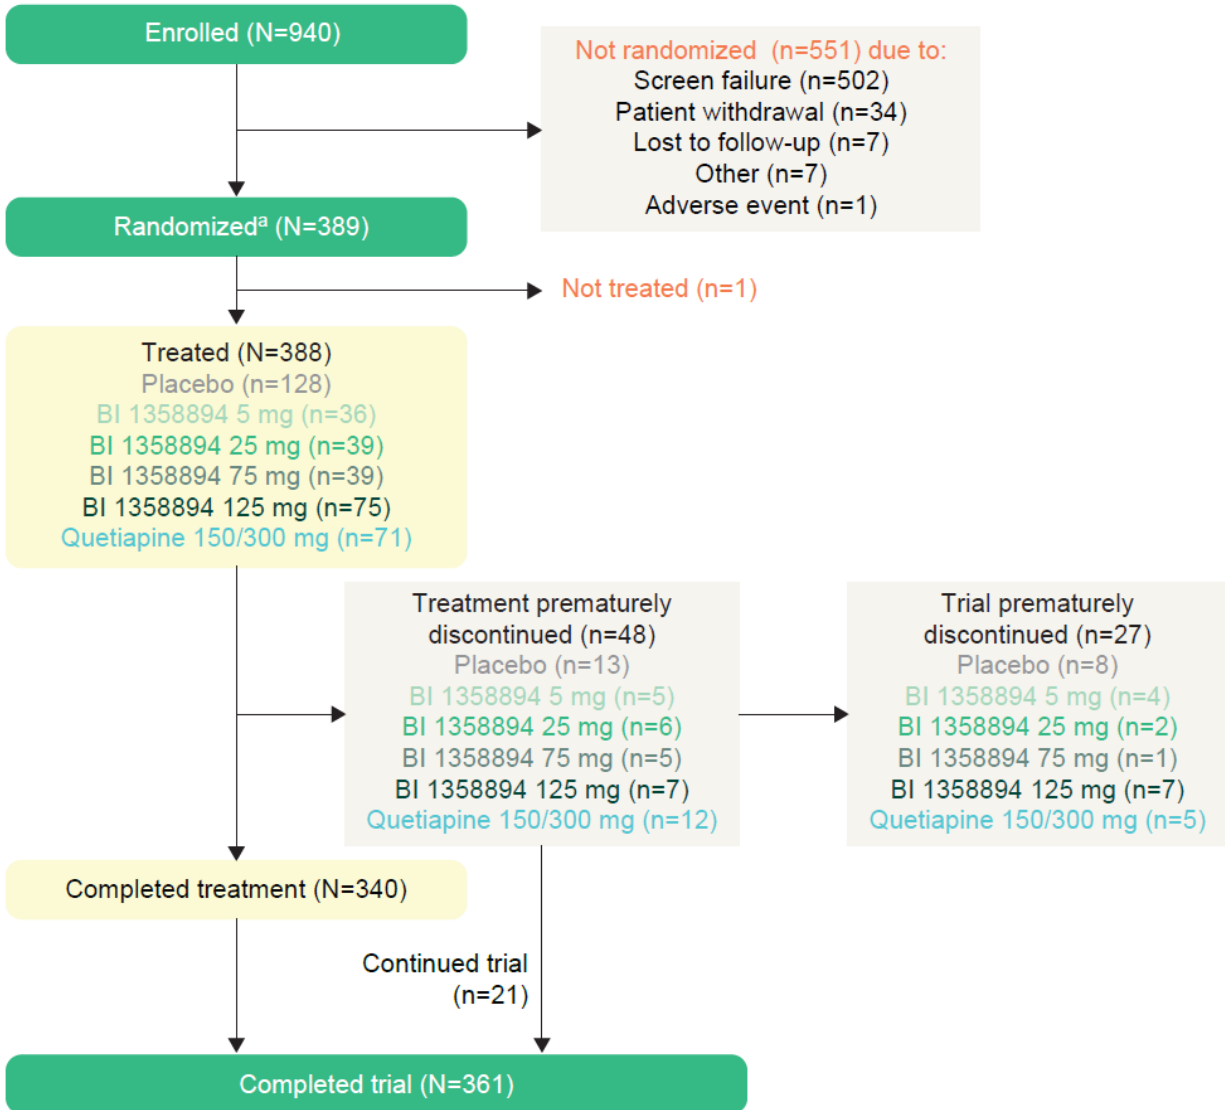 Enrolled (N=940)
Not randomized (n=551) due to:
Screen failure (n=502)
Patient withdrawal (n=34)
Lost to follow-up (n=7)
Other (n=7)
Adverse event (n=1)
Randomizedᵃ (N=389)
Not treated (n=1)
Treated (N=388)
Placebo (n=128)
BI 1358894 5 mg (n=36)
BI 1358894 25 mg (n=39)
BI 1358894 75 mg (n=39)
BI 1358894 125 mg (n=75)
Quetiapine 150/300 mg (n=71)
Treatment prematurely
discontinued (n=48)
Placebo (n=13)
BI 1358894 5 mg (n=5)
BI 1358894 25 mg (n=6)
BI 1358894 75 mg (n=5)
BI 1358894 125 mg (n=7)
Quetiapine 150/300 mg (n=12)
Trial prematurely
discontinued (n=27)
Placebo (n=8)
BI 1358894 5 mg (n=4)
BI 1358894 25 mg (n=2)
BI 1358894 75 mg (n=1)
BI 1358894 125 mg (n=7)
Quetiapine 150/300 mg (n=5)
Completed treatment (N=340)
Continued trial
(n=21)
Completed trial (N=361)